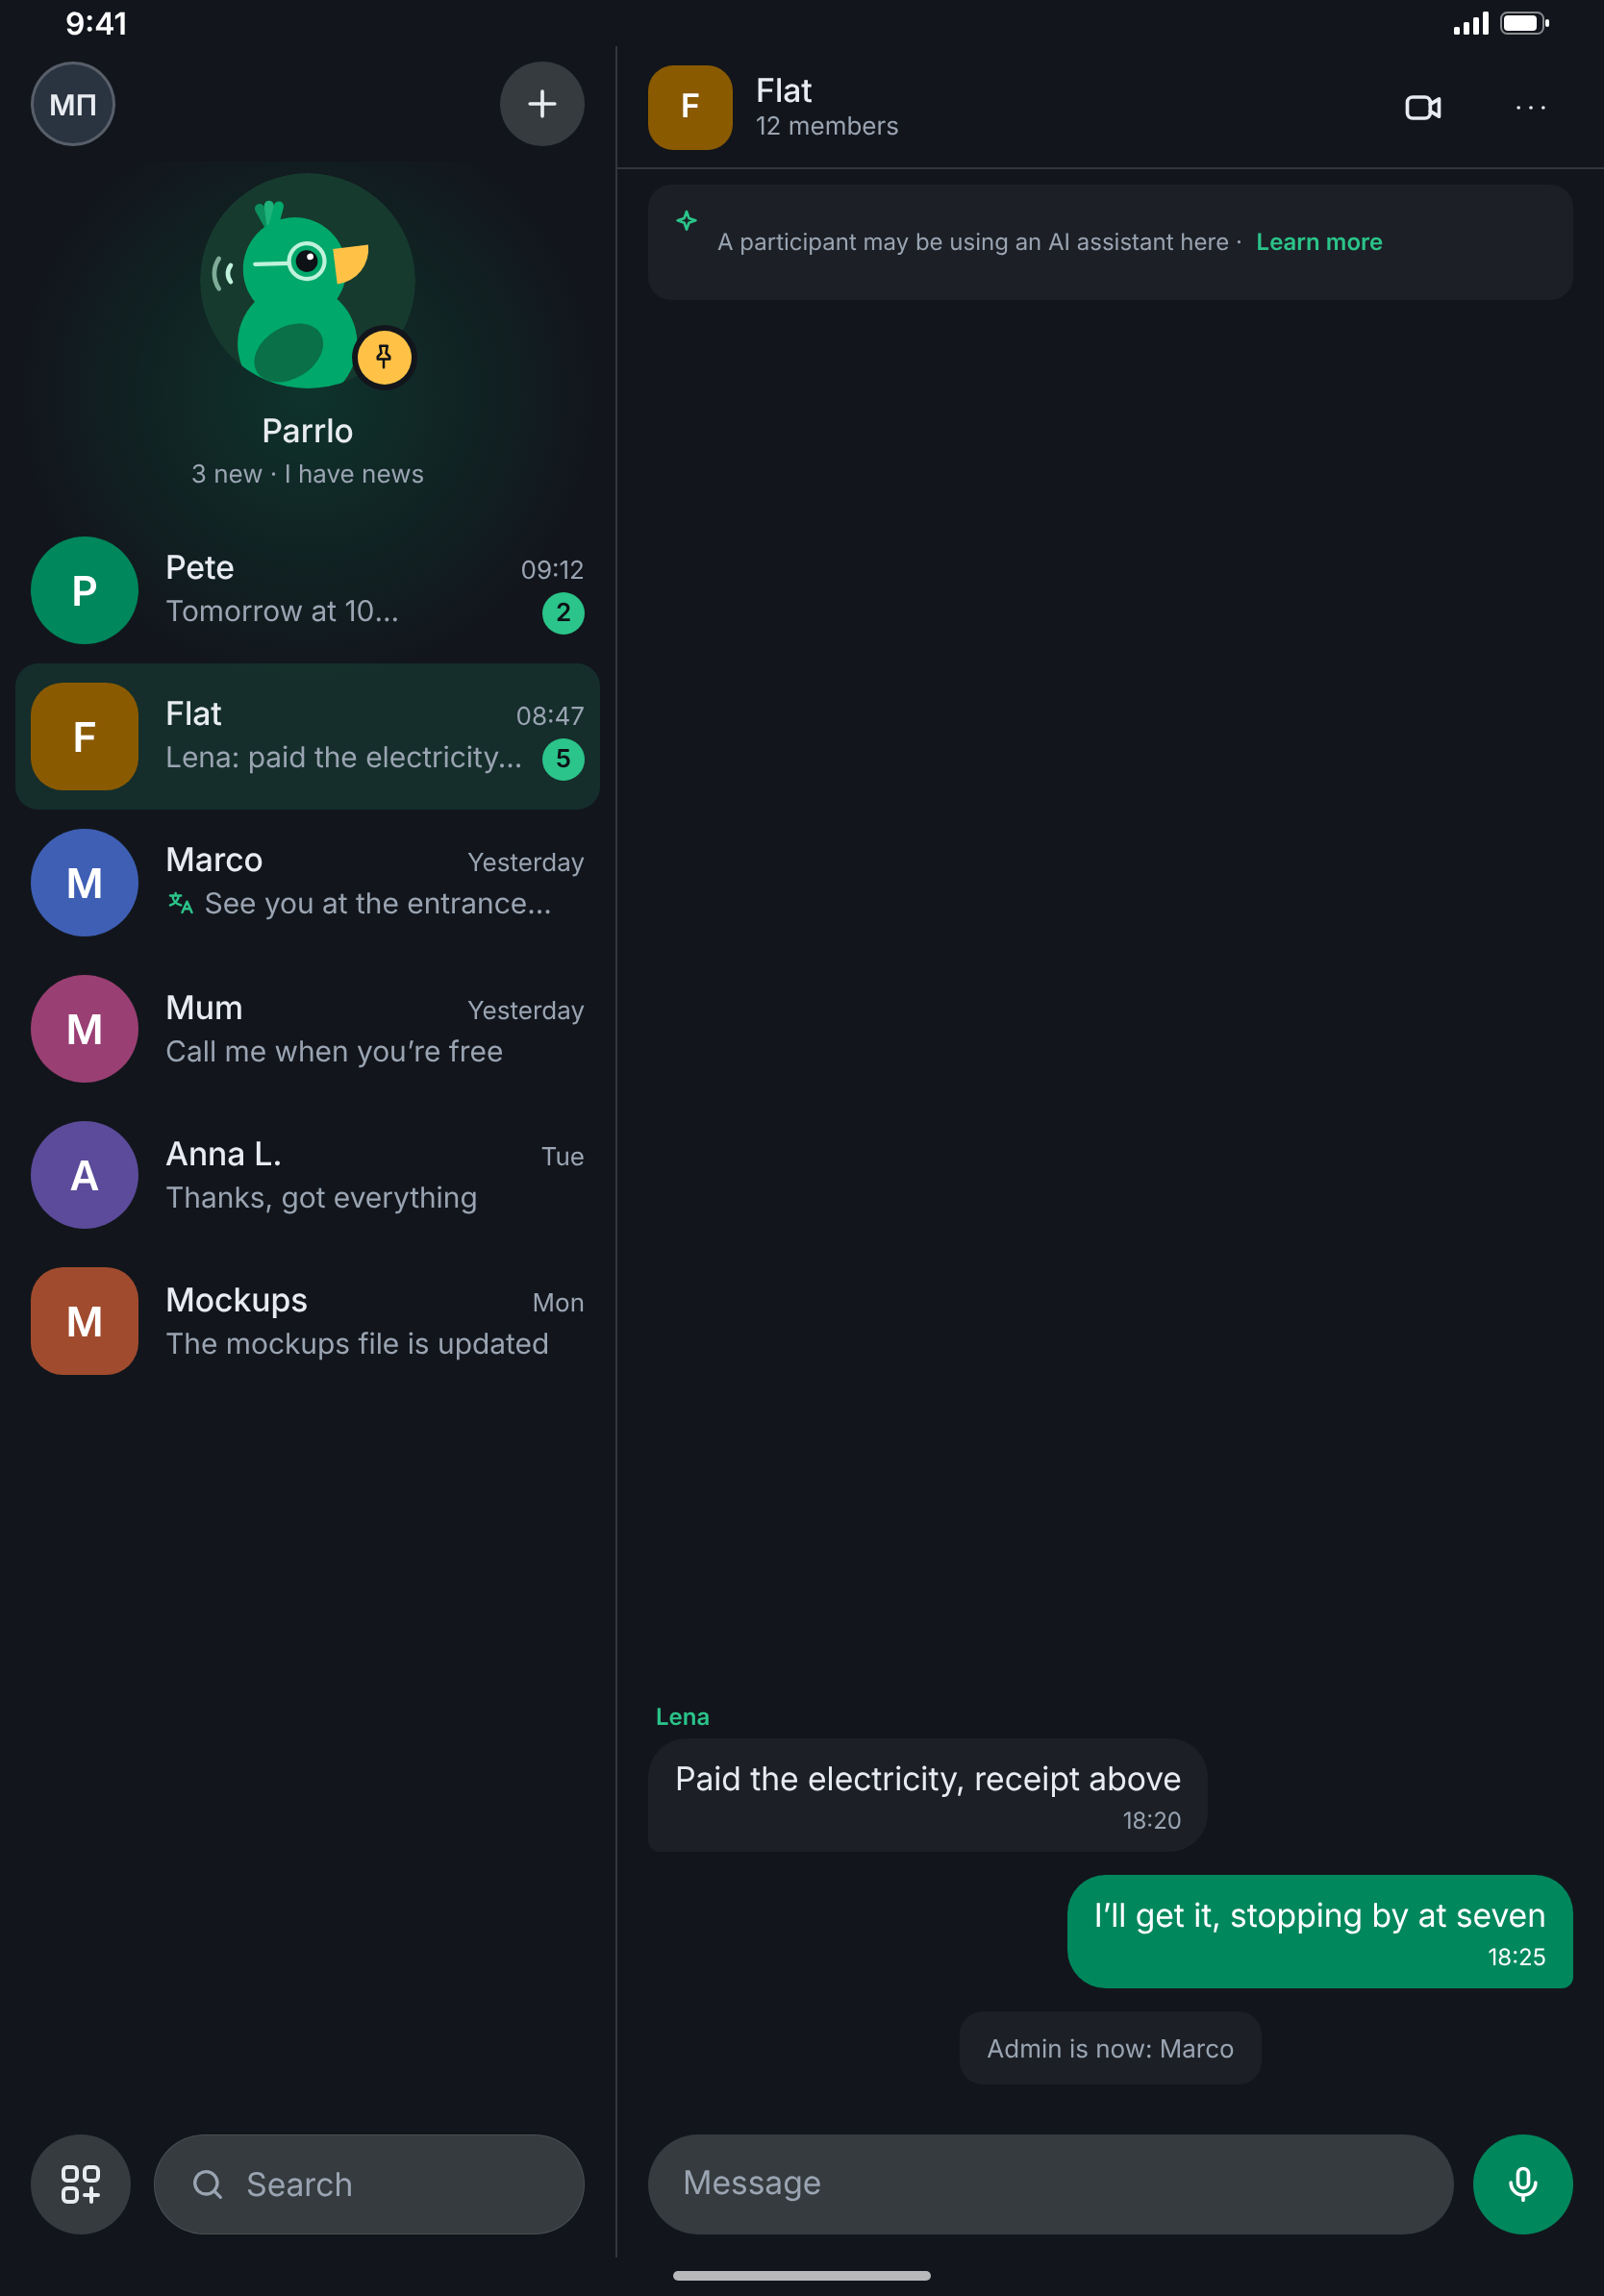 9:41
МП
Parrlo
3 new · I have news
P
Pete
09:12
Tomorrow at 10...
2
F
Flat
08:47
Lena: paid the electricity...
5
M
Marco
Yesterday
See you at the entrance...
M
Mum
Yesterday
Call me when you’re free
A
Anna L.
Tue
Thanks, got everything
M
Mockups
Mon
The mockups file is updated
Search
F
Flat
12 members
A participant may be using an AI assistant here · Learn more
Lena
Paid the electricity, receipt above
18:20
I’ll get it, stopping by at seven
18:25
Admin is now: Marco
Message